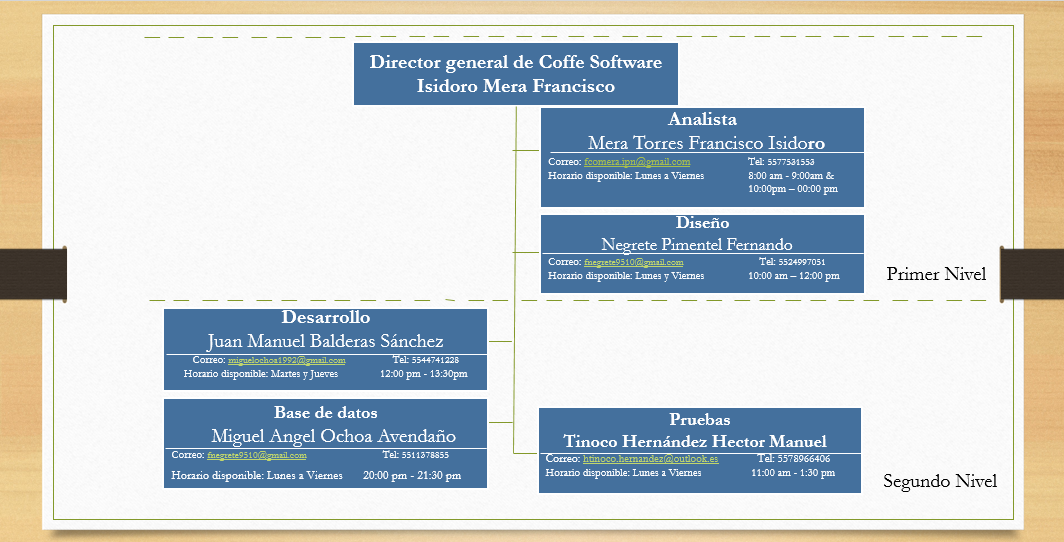 Director general de Coffe Software
Isidoro Mera Francisco
Analista
Mera Torres Francisco Isidoro
Correo: fcomera.ipn@gmail.com Tel: 5577531553
Horario disponible: Lunes a Viernes 8:00 am - 9:00am &
10:00pm – 00:00 pm
Diseño
Negrete Pimentel Fernando
Correo: fnegrete9510@gmail.com Tel: 5524997051
Horario disponible: Lunes y Viernes 10:00 am – 12:00 pm
Primer Nivel
Desarrollo
Juan Manuel Balderas Sánchez
Correo: miguelochoa1992@gmail.com Tel: 5544741228
Horario disponible: Martes y Jueves 12:00 pm - 13:30pm
Base de datos
Miguel Angel Ochoa Avendaño
Correo: fnegrete9510@gmail.com Tel: 5511378855
Horario disponible: Lunes a Viernes 20:00 pm - 21:30 pm
Pruebas
Tinoco Hernández Hector Manuel
Correo: htinoco.hernandez@outlook.es Tel: 5578966406
Horario disponible: Lunes a Viernes 11:00 am - 1:30 pm
Segundo Nivel